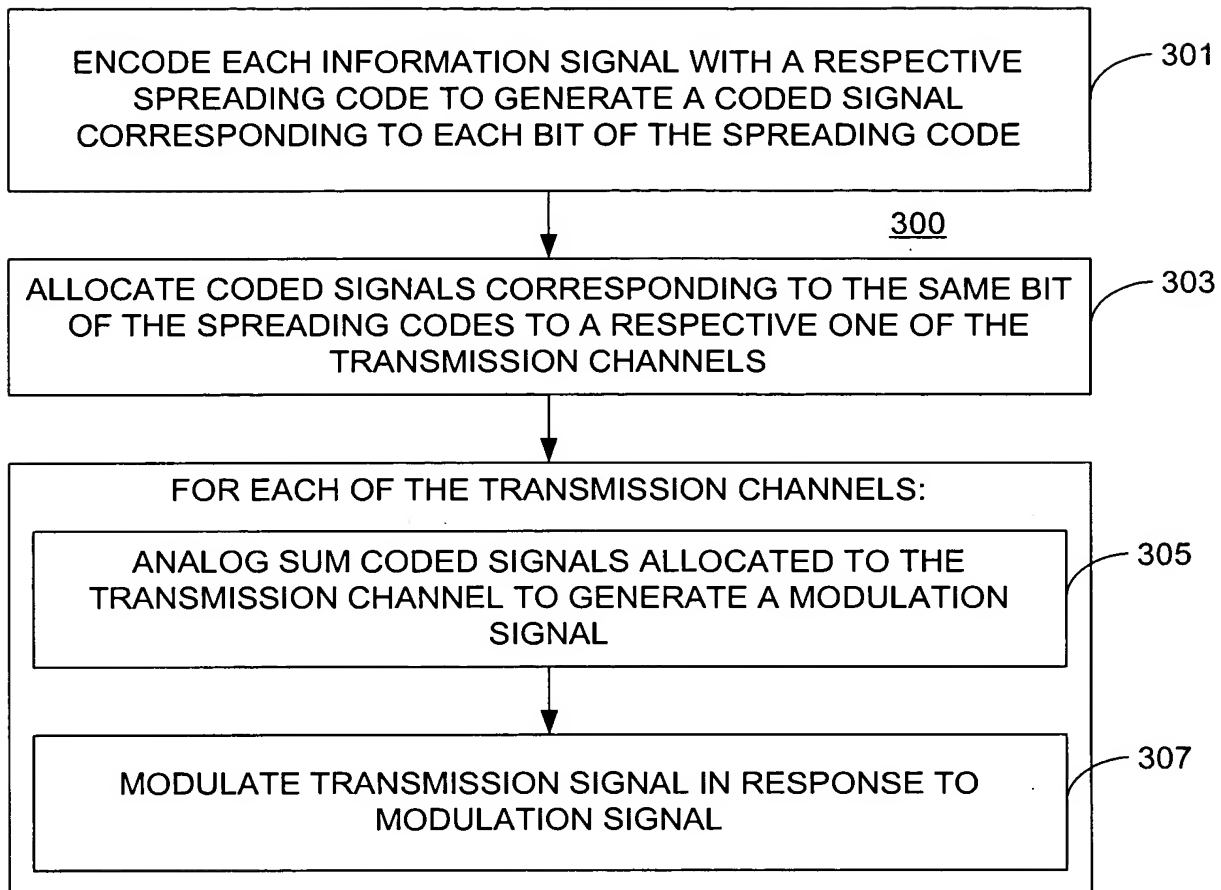 ENCODE EACH INFORMATION SIGNAL WITH A RESPECTIVE
SPREADING CODE TO GENERATE A CODED SIGNAL
CORRESPONDING TO EACH BIT OF THE SPREADING CODE
301
300
ALLOCATE CODED SIGNALS CORRESPONDING TO THE SAME BIT
OF THE SPREADING CODES TO A RESPECTIVE ONE OF THE
TRANSMISSION CHANNELS
303
FOR EACH OF THE TRANSMISSION CHANNELS:
ANALOG SUM CODED SIGNALS ALLOCATED TO THE
TRANSMISSION CHANNEL TO GENERATE A MODULATION
SIGNAL
305
MODULATE TRANSMISSION SIGNAL IN RESPONSE TO
MODULATION SIGNAL
307